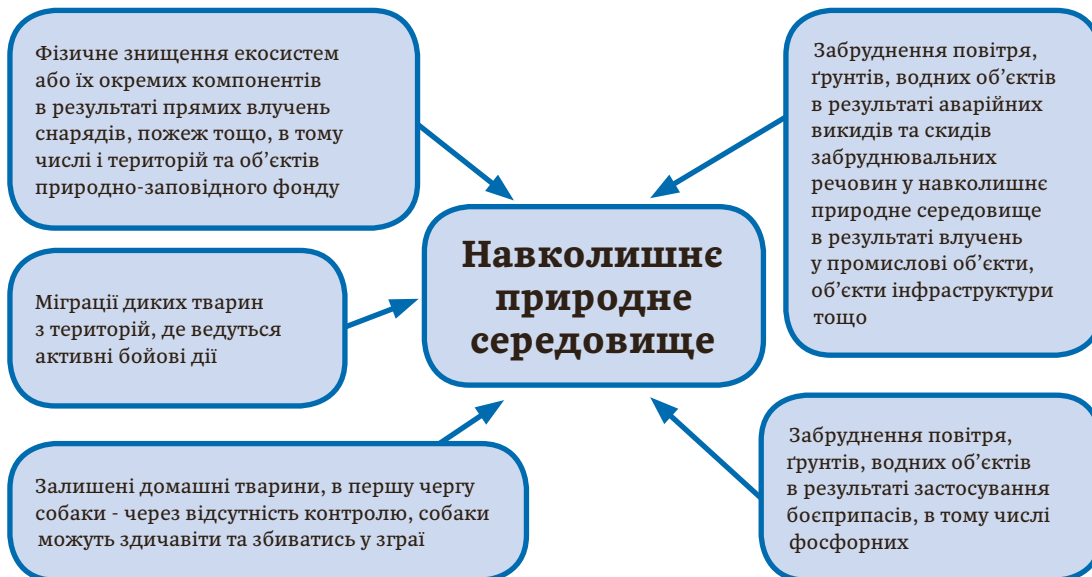 Фізичне знищення екосистем
або їх окремих компонентів
в результаті прямих влучень
снарядів, пожеж тощо, в тому
числі і територій та об’єктів
природно-заповідного фонду
Забруднення повітря,
ґрунтів, водних об’єктів
в результаті аварійних
викидів та скидів
забруднювальних
речовин у навколишнє
природне середовище
в результаті влучень
у промислові об’єкти,
об’єкти інфраструктури
тощо
Навколишнє
природне
середовище
Міграції диких тварин
з територій, де ведуться
активні бойові дії
Залишені домашні тварини, в першу чергу
собаки - через відсутність контролю, собаки
можуть здичавіти та збиватись у зграї
Забруднення повітря,
ґрунтів, водних об’єктів
в результаті застосування
боєприпасів, в тому числі
фосфорних